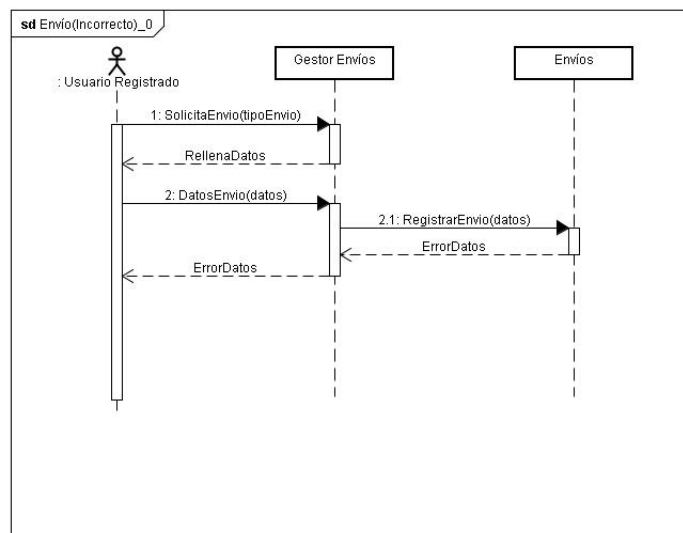 sd Envío(Incorrecto)_0
: Usuario Registrado
Gestor Envíos
Envíos
1: SolicitaEnvio(tipoEnvio)
RellenaDatos
2: DatosEnvio(datos)
2.1: RegistrarEnvio(datos)
ErrorDatos
ErrorDatos